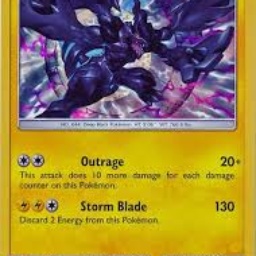 Outrage 20+
This attack does 10 more damage for each damage
counter on this Pokémon.
Storm Blade 130
Discard 2 Energy from this Pokémon.